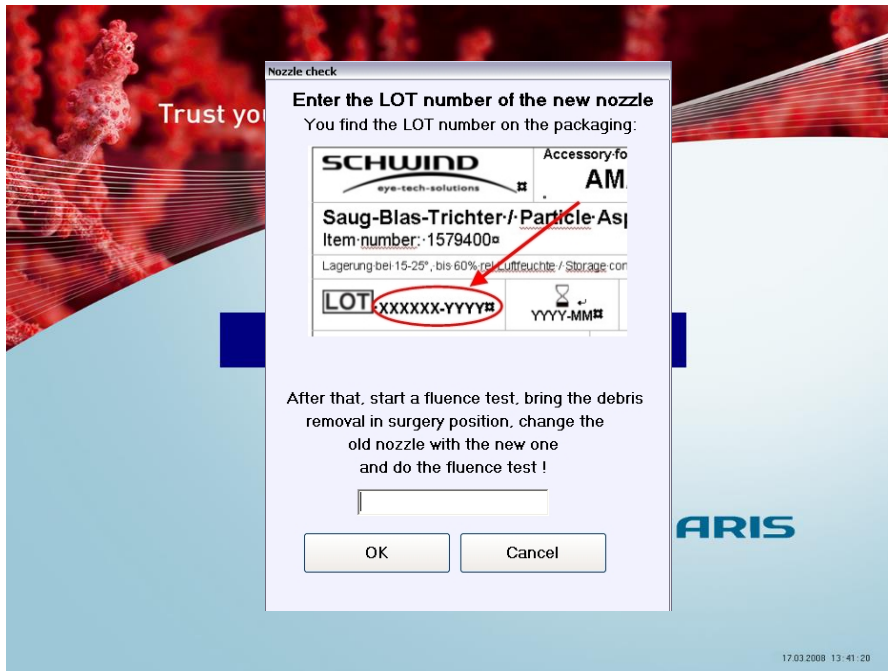 Nozzle check
Trust you
Enter the LOT number of the new nozzle
You find the LOT number on the packaging:
SCHWIND
eye-tech-solutions ¤
Accessory·fo
AM
Saug-Blas-Trichter·/·Particle·Asp
Item·number:·1579400¤
Lagerung·bei·15-25°,·bis·60%·rel·Luftfeuchte·/·Storage·con
LOT·XXXXXX-YYYY¤
YYYY-MM¤
After that, start a fluence test, bring the debris
removal in surgery position, change the
old nozzle with the new one
and do the fluence test !
ARIS
OK
Cancel
17.03.2008 13:41:20